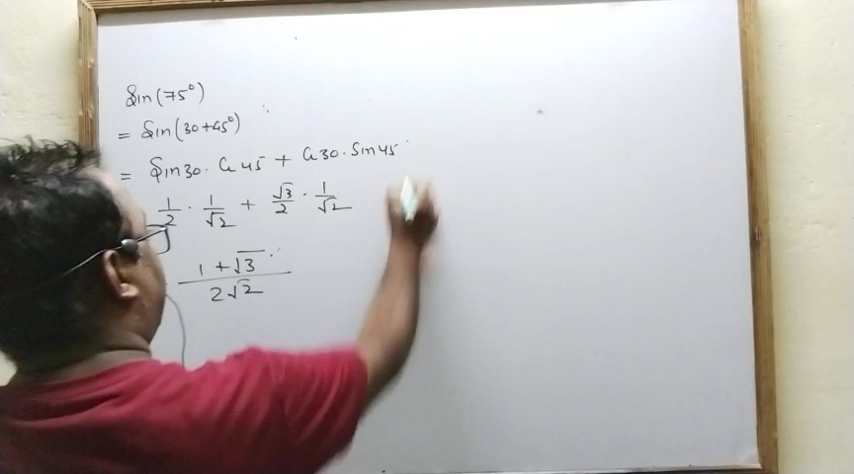 Sin(75°)
= Sin(30+45°)
= Sin30. Cos45 + Cos30. Sin45
1/2 . 1/√2 + √3/2 . 1/√2
1+√3 / 2√2